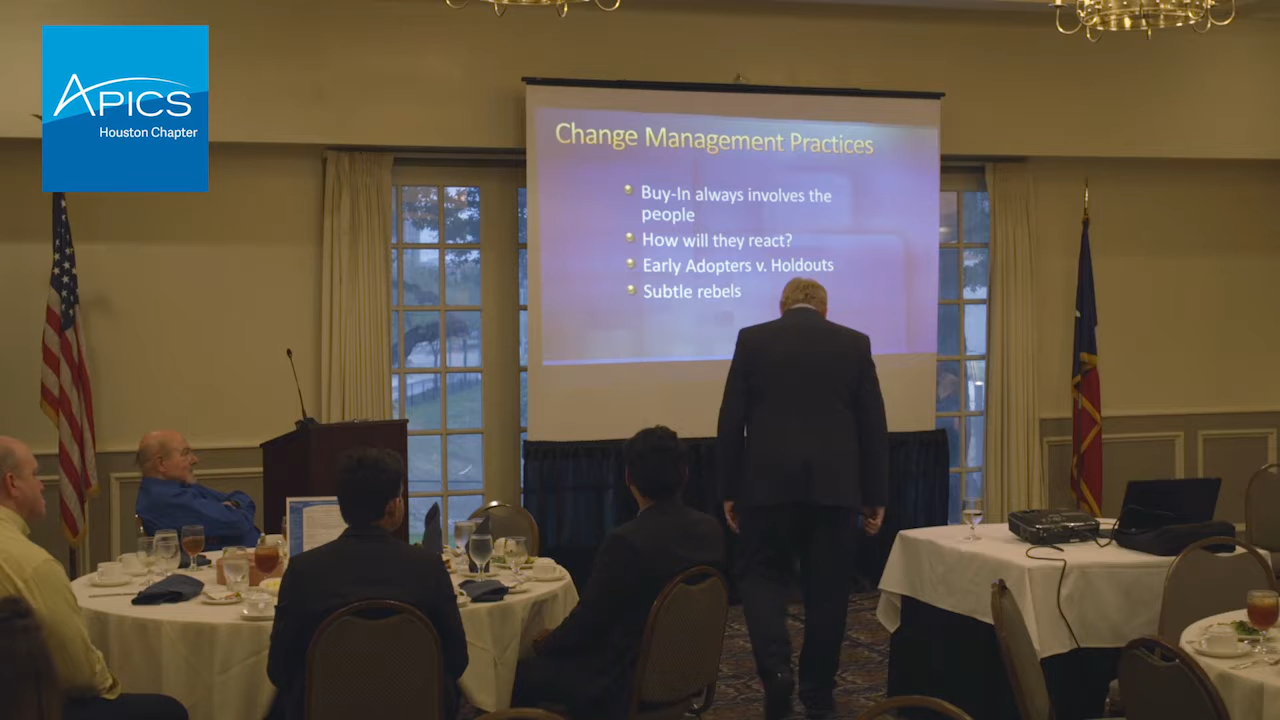 APICS
Houston Chapter
Change Management Practices
Buy-In always involves the
people
How will they react?
Early Adopters v. Holdouts
Subtle rebels